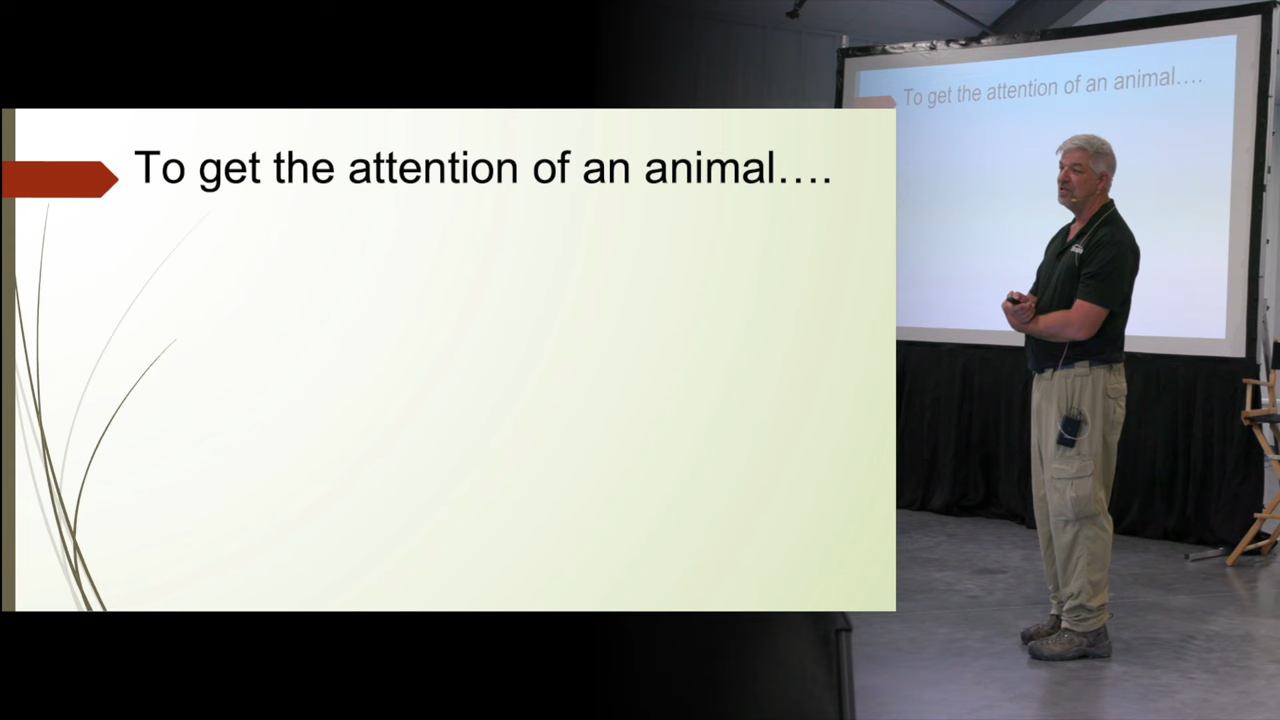 To get the attention of an animal….
To get the attention of an animal….